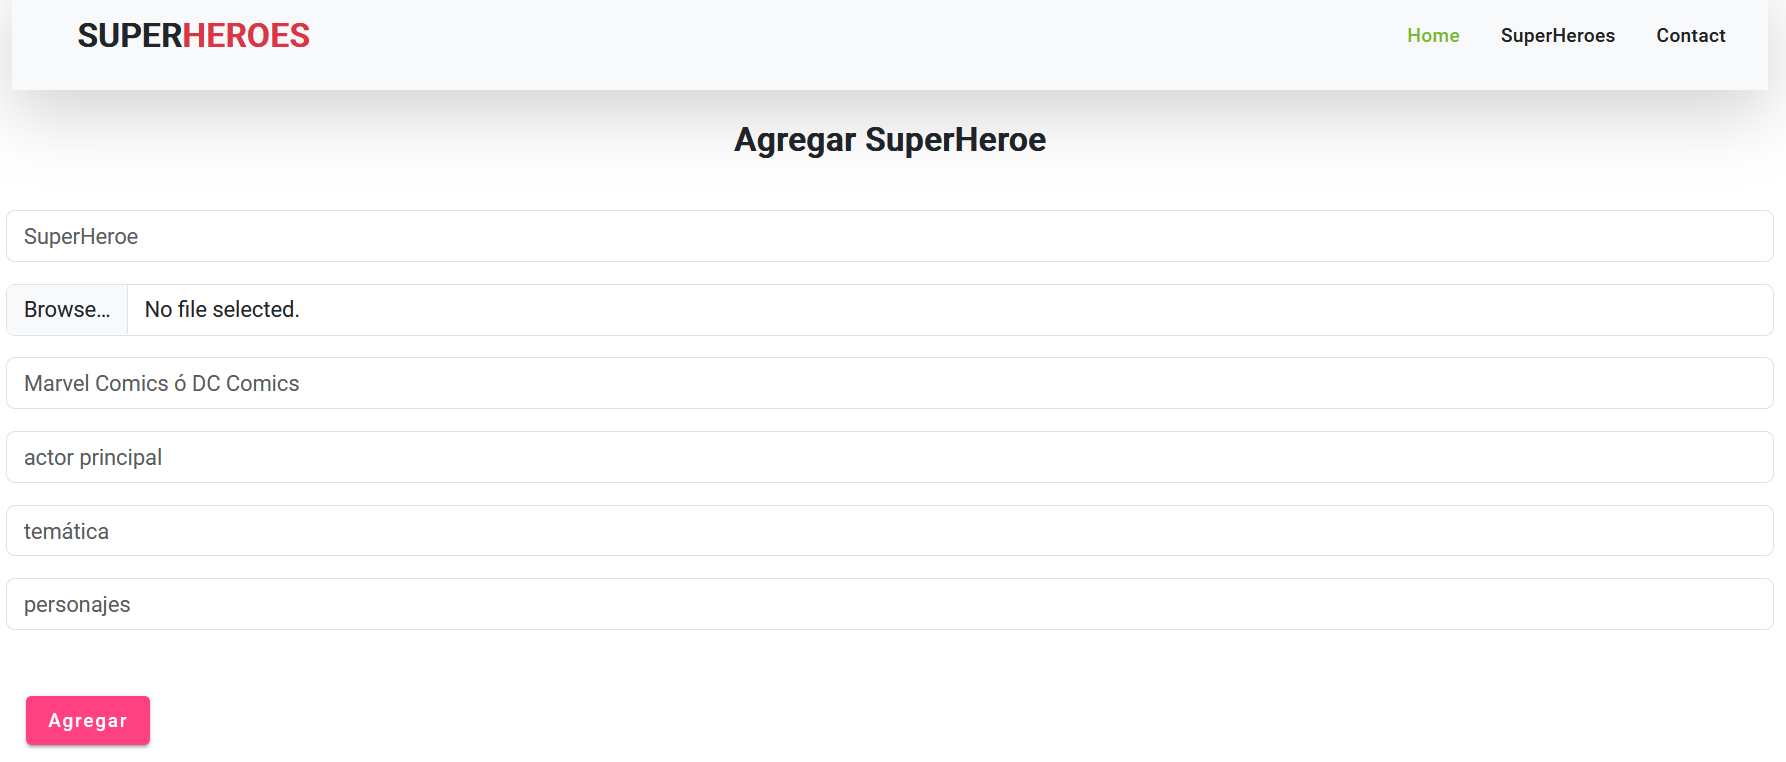 SUPERHEROES
Home SuperHeroes Contact
Agregar SuperHeroe
SuperHeroe
Browse... No file selected.
Marvel Comics ó DC Comics
actor principal
temática
personajes
Agregar